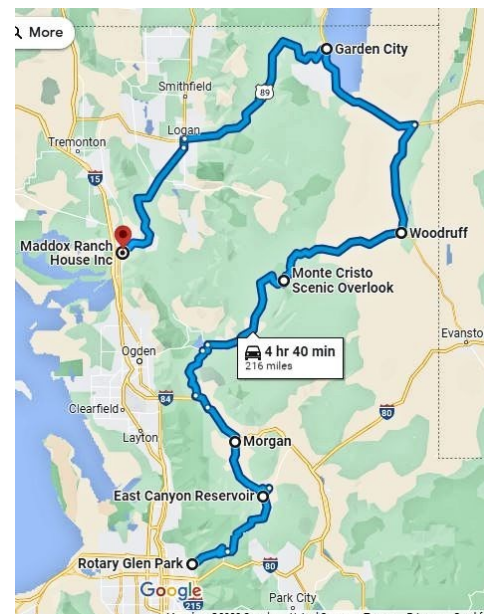 More
Garden City
Smithfield
89
Logan
Tremonton
15
Maddox Ranch
House Inc
Woodruff
Monte Cristo
Scenic Overlook
4 hr 40 min
216 miles
Evansto
Ogden
84
80
Clearfield
Layton
Morgan
East Canyon Reservoir
Rotary Glen Park
80
Google
215
Park City